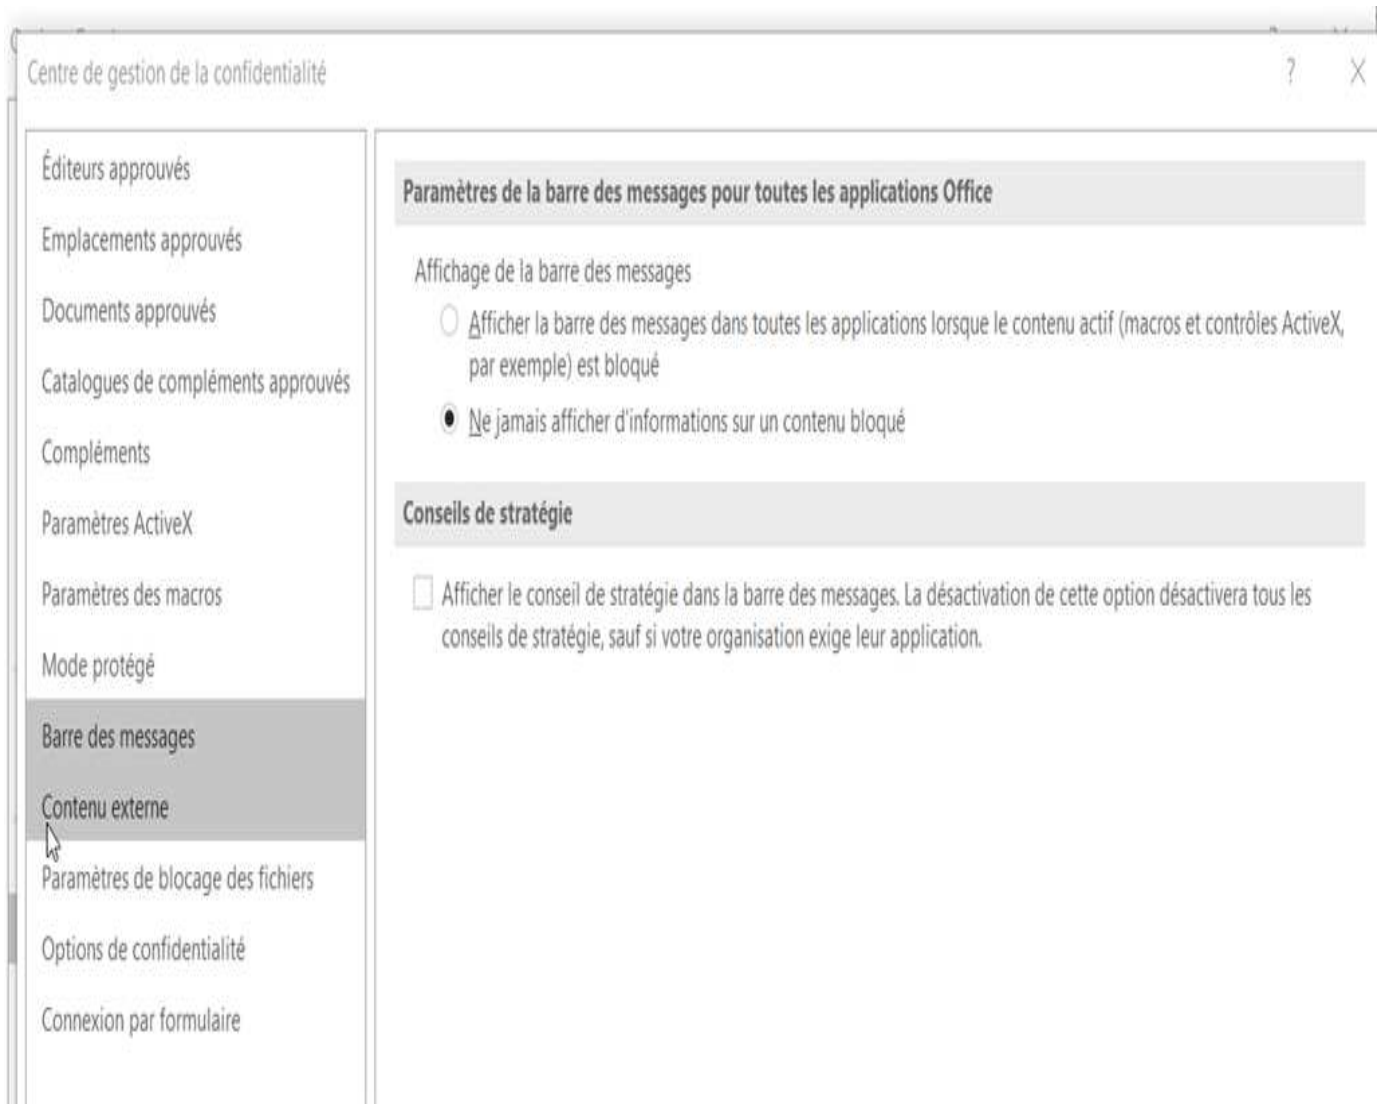 Centre de gestion de la confidentialité
?
X
Éditeurs approuvés
Emplacements approuvés
Documents approuvés
Catalogues de compléments approuvés
Compléments
Paramètres ActiveX
Paramètres des macros
Mode protégé
Barre des messages
Contenu externe
Paramètres de blocage des fichiers
Options de confidentialité
Connexion par formulaire
Paramètres de la barre des messages pour toutes les applications Office
Affichage de la barre des messages
Afficher la barre des messages dans toutes les applications lorsque le contenu actif (macros et contrôles ActiveX,
par exemple) est bloqué
Ne jamais afficher d'informations sur un contenu bloqué
Conseils de stratégie
Afficher le conseil de stratégie dans la barre des messages. La désactivation de cette option désactivera tous les
conseils de stratégie, sauf si votre organisation exige leur application.